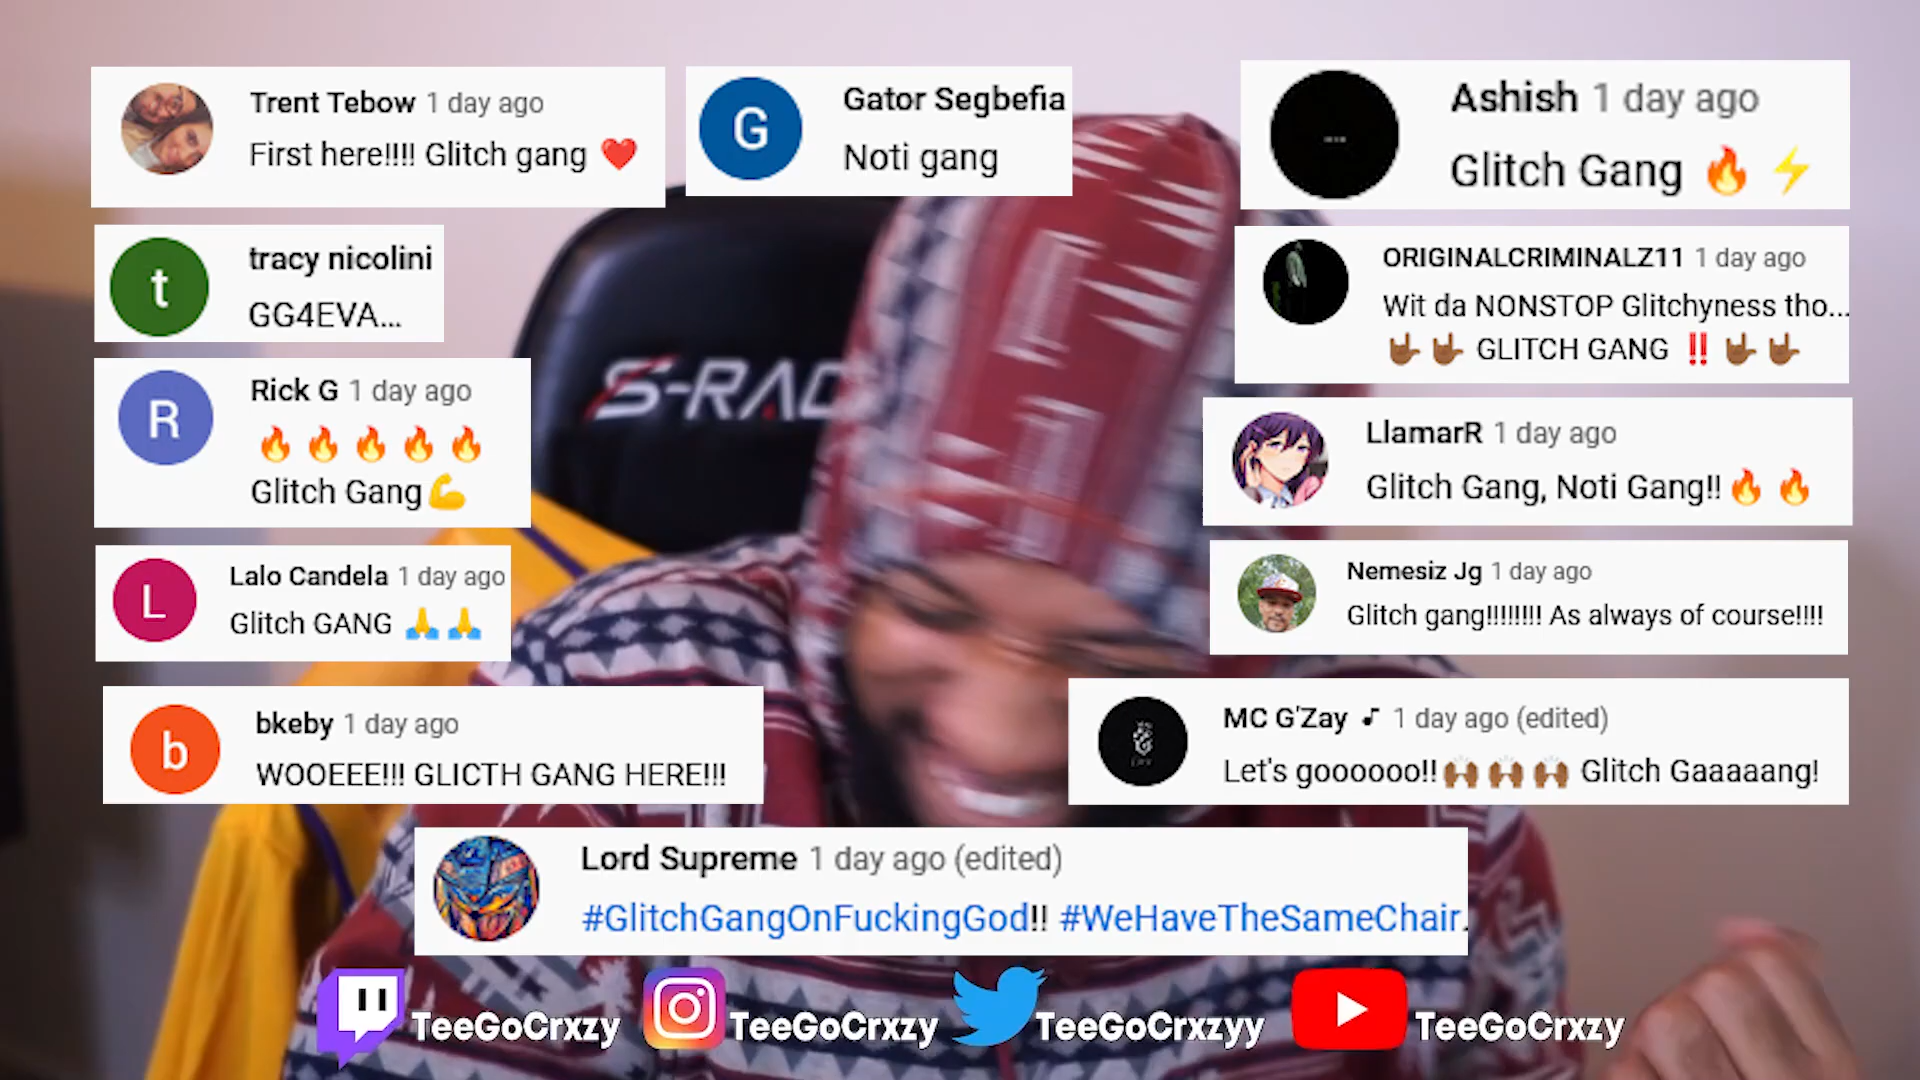 Trent Tebow 1 day ago
First here!!!! Glitch gang ❤️
G
Gator Segbefia
Noti gang
Ashish 1 day ago
Glitch Gang 🔥 ⚡
t
tracy nicolini
GG4EVA...
ORIGINALCRIMINALZ11 1 day ago
Wit da NONSTOP Glitchyness tho...
🤟🏾 🤟🏾 GLITCH GANG ‼️ 🤟🏾 🤟🏾
R
Rick G 1 day ago
🔥 🔥 🔥 🔥 🔥
Glitch Gang💪
S-RAC
LlamarR 1 day ago
Glitch Gang, Noti Gang!! 🔥 🔥
L
Lalo Candela 1 day ago
Glitch GANG 🙏 🙏
Nemesiz Jg 1 day ago
Glitch gang!!!!!!!! As always of course!!!!
b
bkeby 1 day ago
WOOEEE!!! GLICTH GANG HERE!!!
MC G'Zay ♪ 1 day ago (edited)
Let's goooooo!! 🙌🏾 🙌🏾 🙌🏾 Glitch Gaaaaang!
Lord Supreme 1 day ago (edited)
#GlitchGangOnFuckingGod!! #WeHaveTheSameChair.
TeeGoCrxzy
TeeGoCrxzy
TeeGoCrxzyy
TeeGoCrxzy